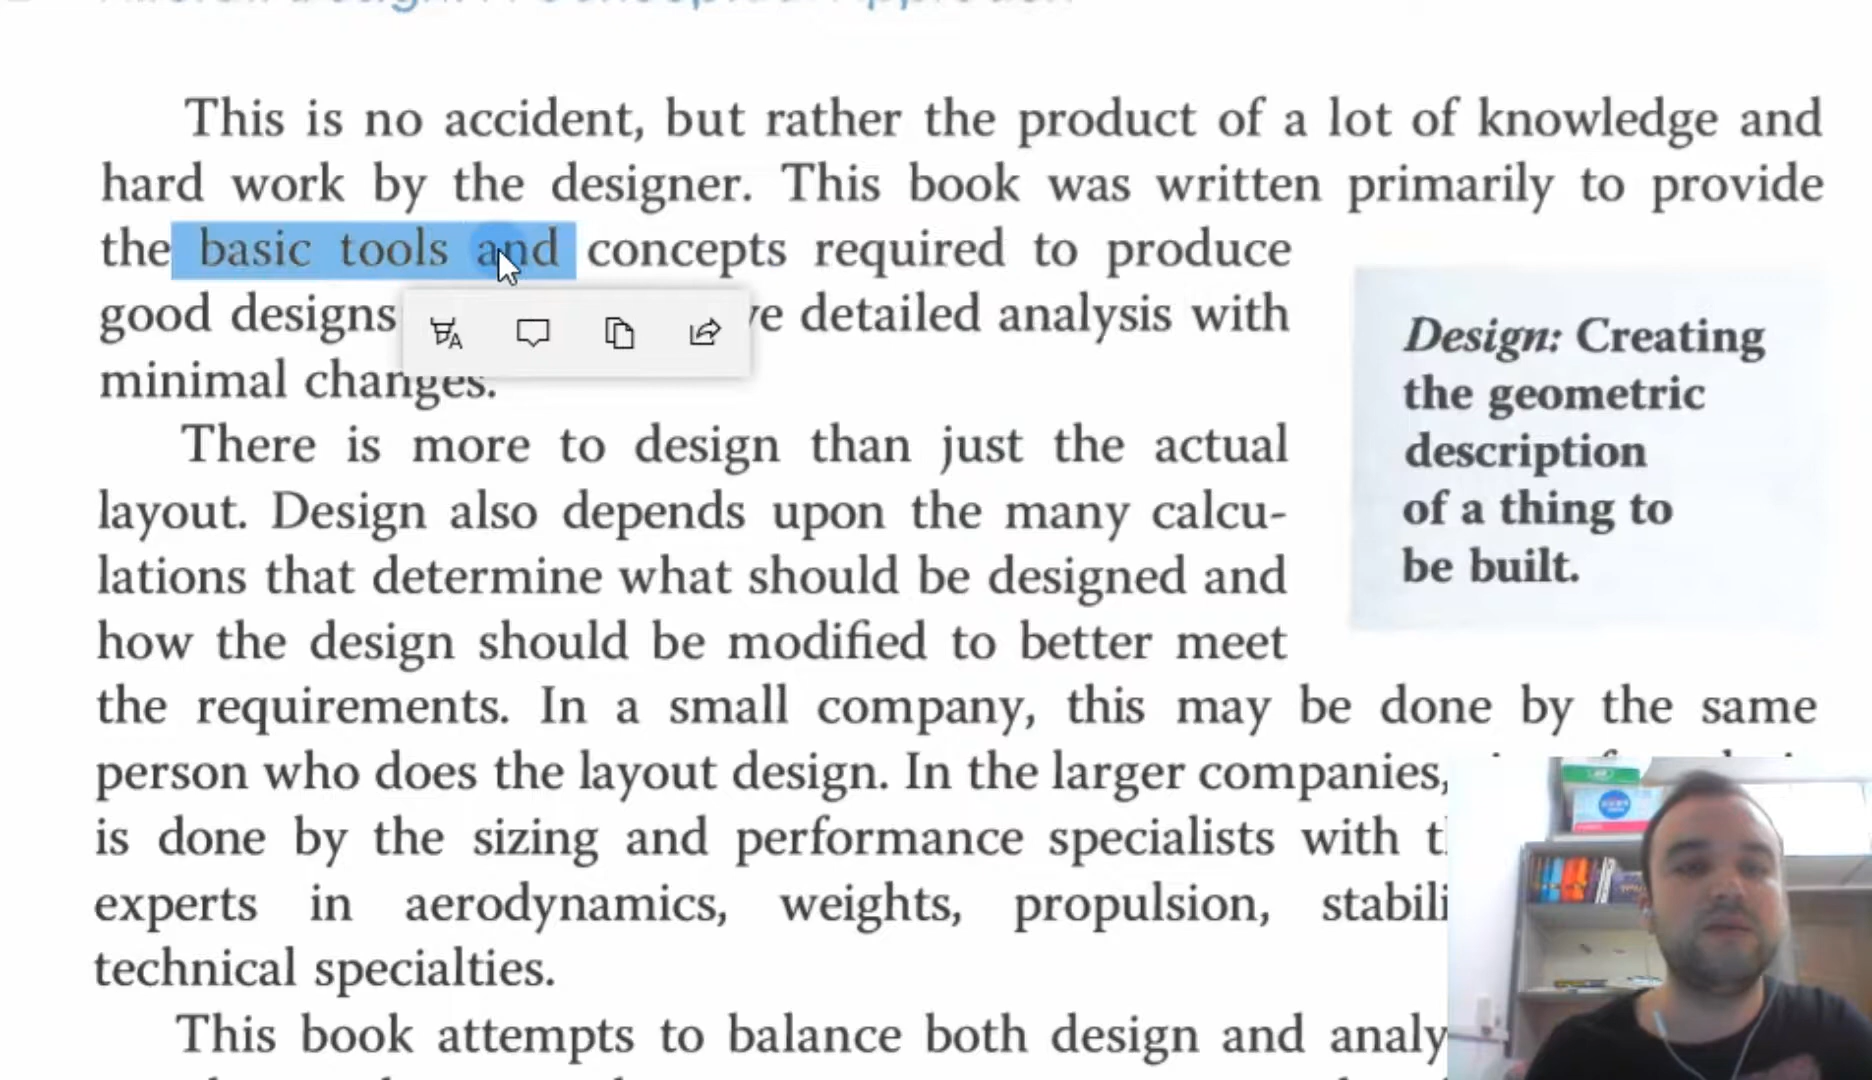 This is no accident, but rather the product of a lot of knowledge and
hard work by the designer. This book was written primarily to provide
the basic tools and concepts required to produce
good designs detailed analysis with
minimal changes.
There is more to design than just the actual
layout. Design also depends upon the many calcu-
lations that determine what should be designed and
how the design should be modified to better meet
the requirements. In a small company, this may be done by the same
person who does the layout design. In the larger companies,
is done by the sizing and performance specialists with
experts in aerodynamics, weights, propulsion,
technical specialties.
This book attempts to balance both design and
Design: Creating
the geometric
description
of a thing to
be built.